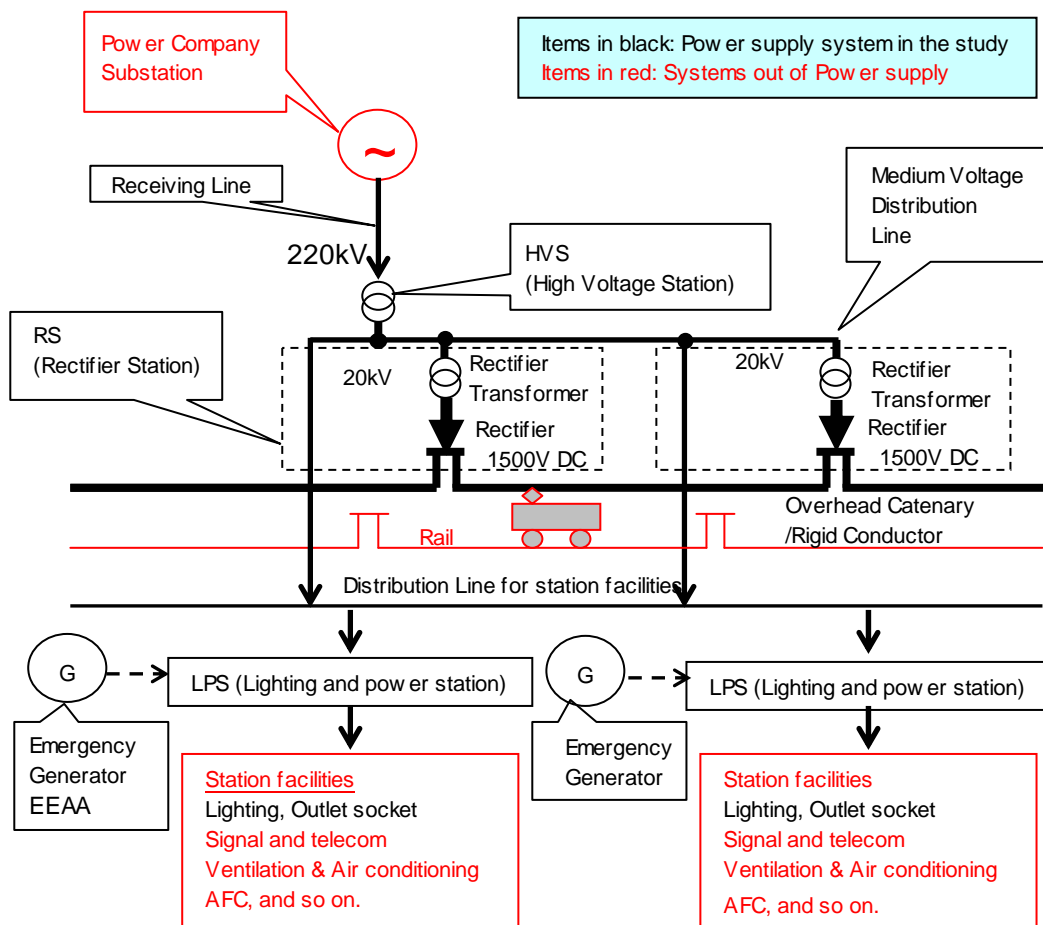 Power Company
Substation
Items in black: Power supply system in the study
Items in red: Systems out of Power supply
~
Receiving Line
Medium Voltage
Distribution
Line
220kV
HVS
(High Voltage Station)
RS
(Rectifier Station)
20kV
Rectifier
Transformer
Rectifier
1500V DC
20kV
Rectifier
Transformer
Rectifier
1500V DC
Overhead Catenary
/Rigid Conductor
Rail
Distribution Line for station facilities
G
LPS (Lighting and power station)
G
LPS (Lighting and power station)
Emergency
Generator
EEAA
Emergency
Generator
Station facilities
Lighting, Outlet socket
Signal and telecom
Ventilation & Air conditioning
AFC, and so on.
Station facilities
Lighting, Outlet socket
Signal and telecom
Ventilation & Air conditioning
AFC, and so on.